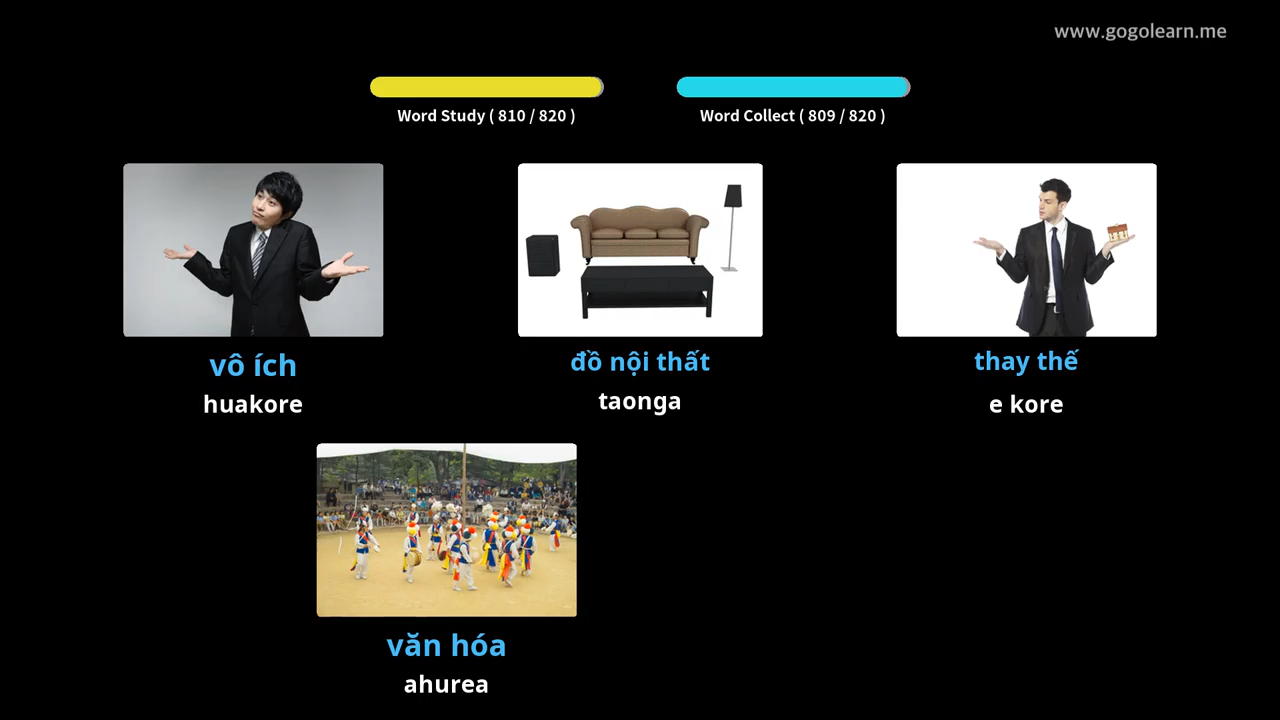 www.gogolearn.me
Word Study ( 810 / 820 )
Word Collect ( 809 / 820 )
vô ích
huakore
đồ nội thất
taonga
thay thế
e kore
văn hóa
ahurea